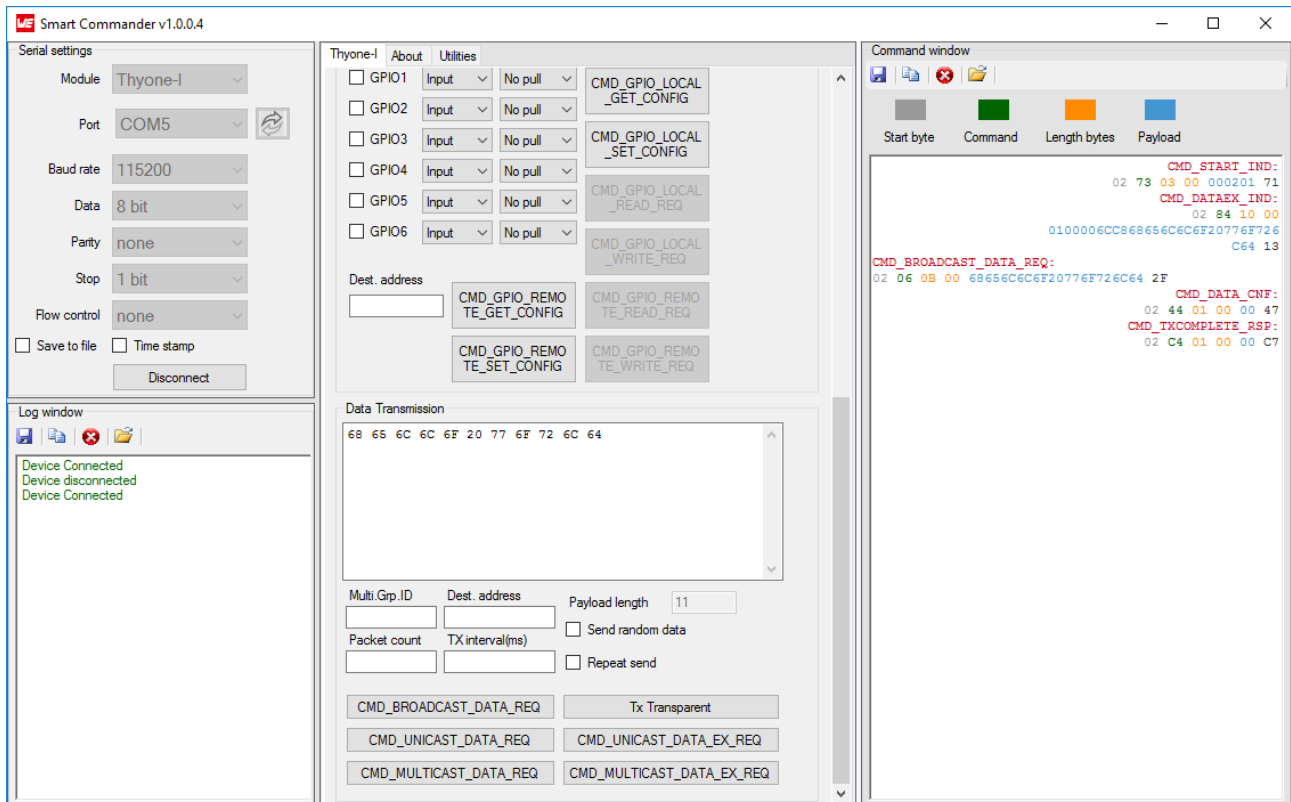 Smart Commander v1.0.0.4
Serial settings
Module Thyone-I
Port COM5
Baud rate 115200
Data 8 bit
Parity none
Stop 1 bit
Flow control none
Save to file Time stamp
Disconnect
Log window
Device Connected
Device disconnected
Device Connected
Thyone-I About Utilities
GPIO1 Input No pull
GPIO2 Input No pull
GPIO3 Input No pull
GPIO4 Input No pull
GPIO5 Input No pull
GPIO6 Input No pull
CMD_GPIO_LOCAL
_GET_CONFIG
CMD_GPIO_LOCAL
_SET_CONFIG
CMD_GPIO_LOCAL
_READ_REQ
CMD_GPIO_LOCAL
_WRITE_REQ
Dest. address
CMD_GPIO_REMO
TE_GET_CONFIG
CMD_GPIO_REMO
TE_READ_REQ
CMD_GPIO_REMO
TE_SET_CONFIG
CMD_GPIO_REMO
TE_WRITE_REQ
Data Transmission
68 65 6C 6C 6F 20 77 6F 72 6C 64
Multi.Grp.ID Dest. address Payload length 11
Send random data
Packet count TX interval(ms)
Repeat send
CMD_BROADCAST_DATA_REQ Tx Transparent
CMD_UNICAST_DATA_REQ CMD_UNICAST_DATA_EX_REQ
CMD_MULTICAST_DATA_REQ CMD_MULTICAST_DATA_EX_REQ
Command window
Start byte Command Length bytes Payload
CMD_START_IND:
02 73 03 00 000201 71
CMD_DATAEX_IND:
02 84 10 00
0100006CC868656C6C6F20776F726
C64 13
CMD_BROADCAST_DATA_REQ:
02 06 0B 00 68656C6C6F20776F726C64 2F
CMD_DATA_CNF:
02 44 01 00 00 47
CMD_TXCOMPLETE_RSP:
02 C4 01 00 00 C7